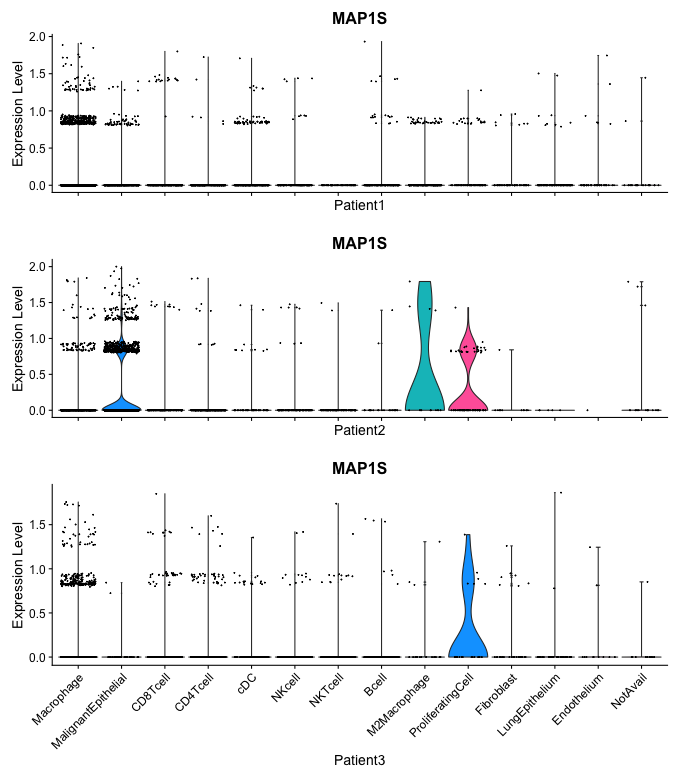 MAP1S
Expression Level
2.0
1.5
1.0
0.5
0.0
Patient1
MAP1S
Expression Level
2.0
1.5
1.0
0.5
0.0
Patient2
MAP1S
Expression Level
1.5
1.0
0.5
0.0
Macrophage
MalignantEpithelial
CD8Tcell
CD4Tcell
cDC
NKcell
NKTcell
Bcell
M2Macrophage
ProliferatingCell
Fibroblast
LungEpithelium
Endothelium
NotAvail
Patient3